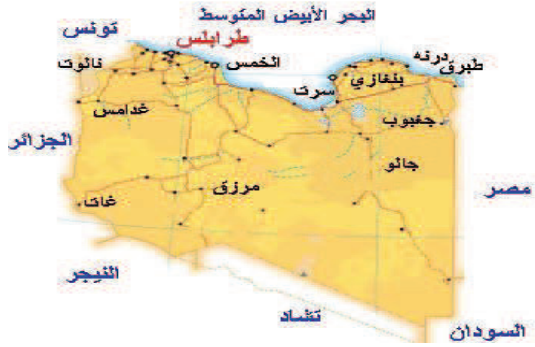 البحر الأبيض المتوسط
تونس
طرابلس
درنه
طبرق
الخمس
نالوت
بنغازي
سرت
غدامس
جغبوب
الجزائر
جالو
مرزق
غات
مصر
النيجر
تشاد
السودان